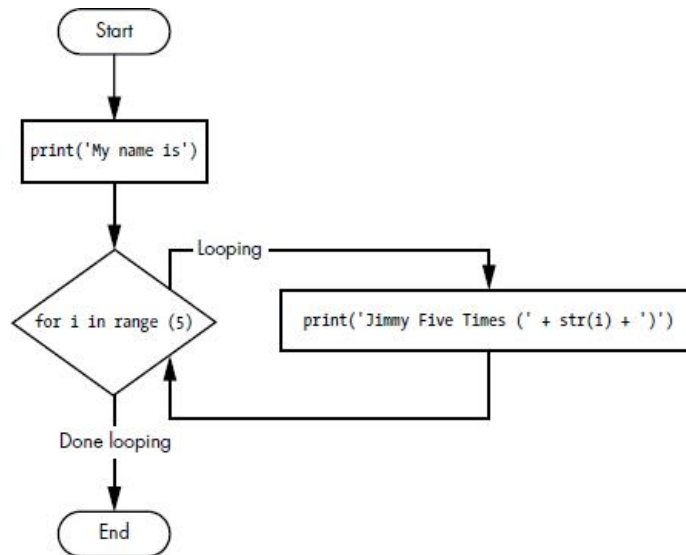 Start
print('My name is')
Looping
for i in range (5)
print('Jimmy Five Times (' + str(i) + ')')
Done looping
End